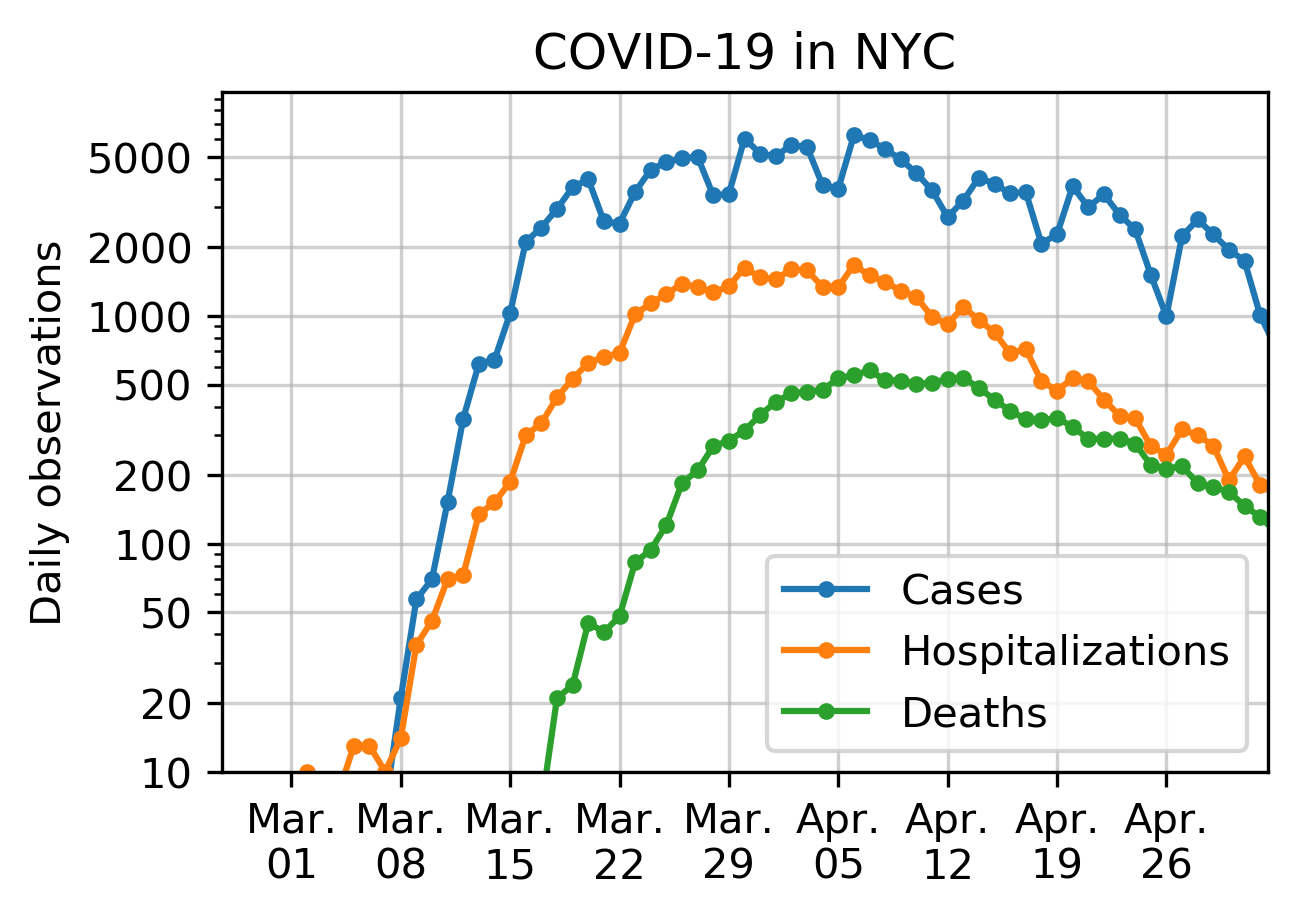 COVID-19 in NYC
Daily observations
5000
2000
1000
500
200
100
50
20
10
Cases
Hospitalizations
Deaths
Mar. Mar. Mar. Mar. Mar. Apr. Apr. Apr. Apr.
01 08 15 22 29 05 12 19 26